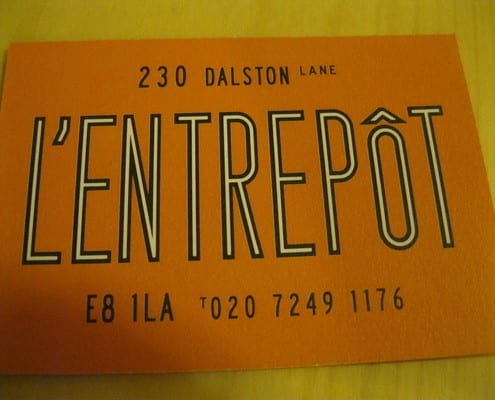 230 DALSTON LANE
L'ENTREPÔT
E8 1LA T020 7249 1176